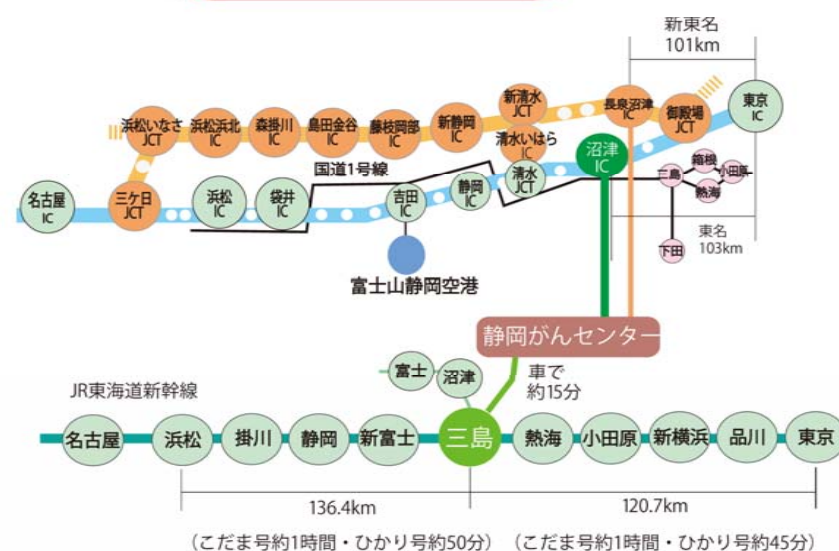 新東名
101km
浜松いなさ
JCT
浜松浜北
IC
森掛川
IC
島田金谷
IC
藤枝岡部
IC
新静岡
IC
新清水
JCT
清水いはら
IC
長泉沼津
IC
御殿場
JCT
東京
IC
国道1号線
名古屋
IC
三ケ日
JCT
浜松
IC
袋井
IC
吉田
IC
静岡
IC
清水
JCT
沼津
IC
三島
箱根
小田原
熱海
下田
東名
103km
富士山静岡空港
静岡がんセンター
車で
約15分
富士
沼津
JR東海道新幹線
名古屋
浜松
掛川
静岡
新富士
三島
熱海
小田原
新横浜
品川
東京
136.4km
120.7km
（こだま号約1時間・ひかり号約50分）
（こだま号約1時間・ひかり号約45分）